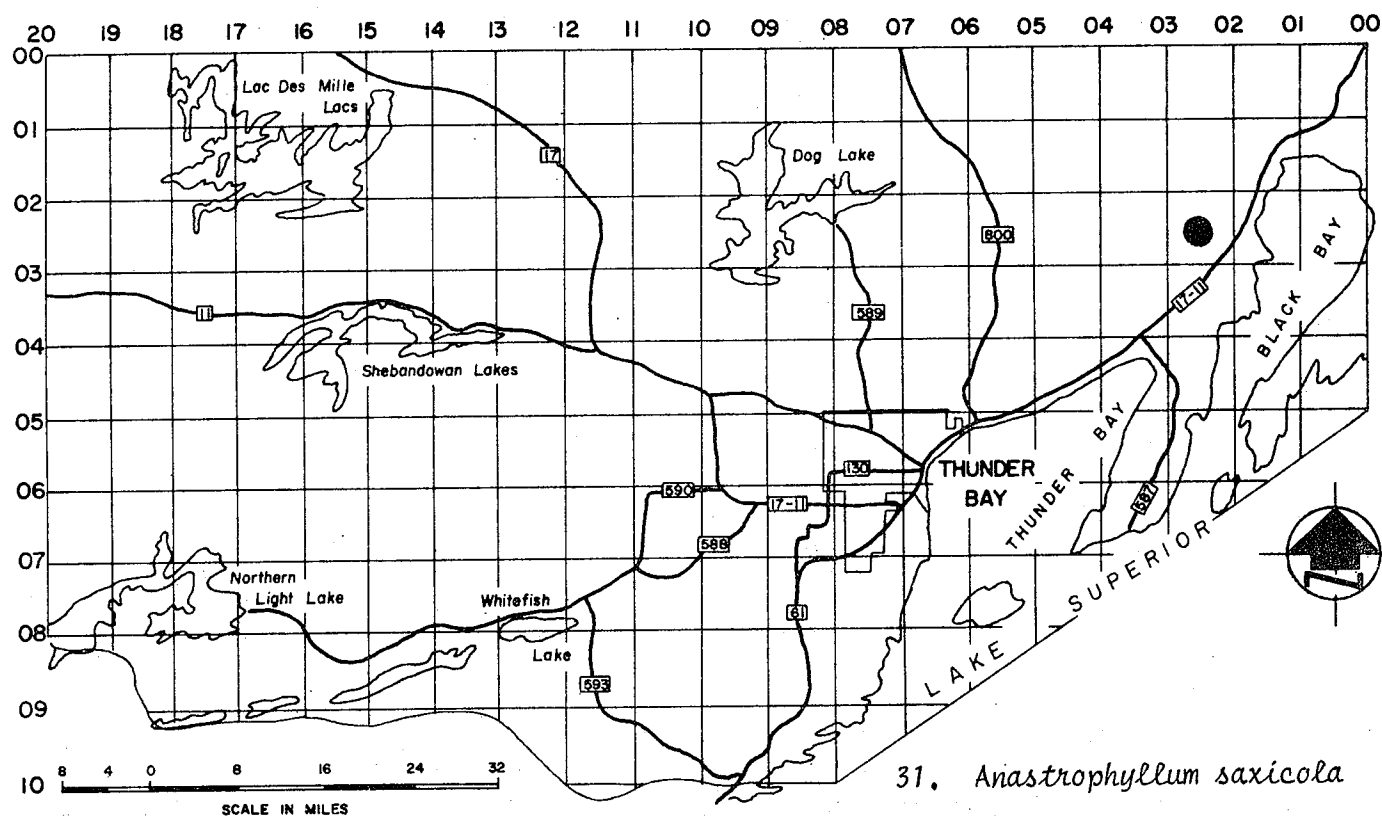 20 19 18 17 16 15 14 13 12 11 10 09 08 07 06 05 04 03 02 01 00
00
01
02
03
04
05
06
07
08
09
10
Lac Des Mille
Lacs
17
Dog Lake
800
BLACK BAY
17-11
11
589
Shebandowan Lakes
THUNDER BAY
130
THUNDER
BAY
590
17-11
587
588
Northern
Light Lake
Whitefish
Lake
61
593
LAKE SUPERIOR
N
8 4 0 8 16 24 32
SCALE IN MILES
31. Anastrophyllum saxicola